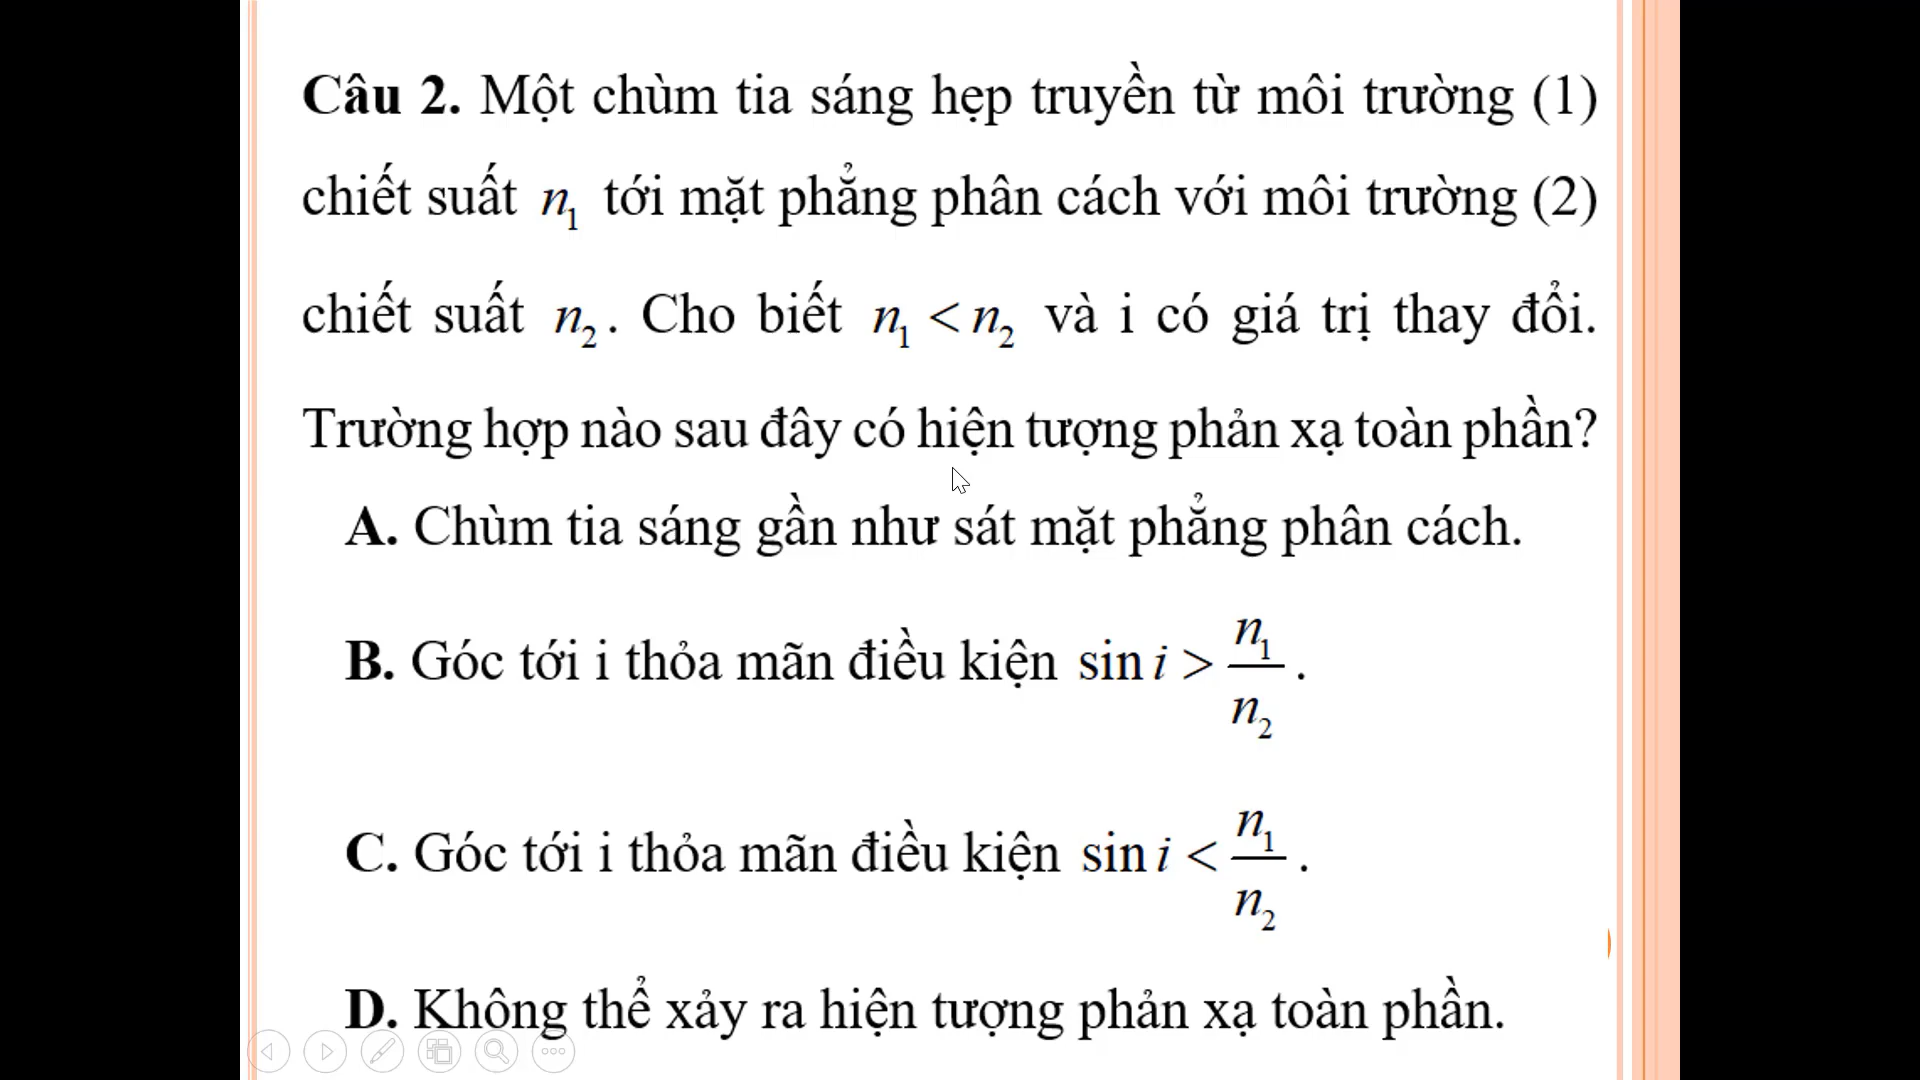 Câu 2. Một chùm tia sáng hẹp truyền từ môi trường (1)
chiết suất n₁ tới mặt phẳng phân cách với môi trường (2)
chiết suất n₂. Cho biết n₁ < n₂ và i có giá trị thay đổi.
Trường hợp nào sau đây có hiện tượng phản xạ toàn phần?
A. Chùm tia sáng gần như sát mặt phẳng phân cách.
B. Góc tới i thỏa mãn điều kiện sin i > n₁/n₂.
C. Góc tới i thỏa mãn điều kiện sin i < n₁/n₂.
D. Không thể xảy ra hiện tượng phản xạ toàn phần.